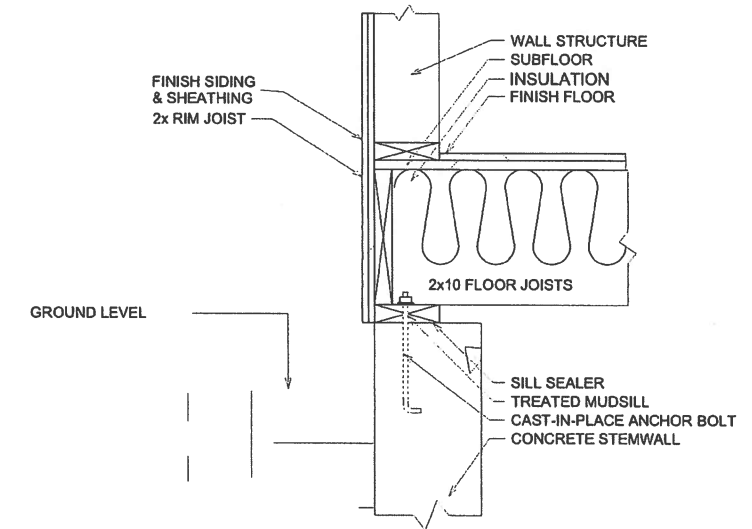 WALL STRUCTURE
SUBFLOOR
INSULATION
FINISH FLOOR
FINISH SIDING
& SHEATHING
2x RIM JOIST
2x10 FLOOR JOISTS
GROUND LEVEL
SILL SEALER
TREATED MUDSILL
CAST-IN-PLACE ANCHOR BOLT
CONCRETE STEMWALL